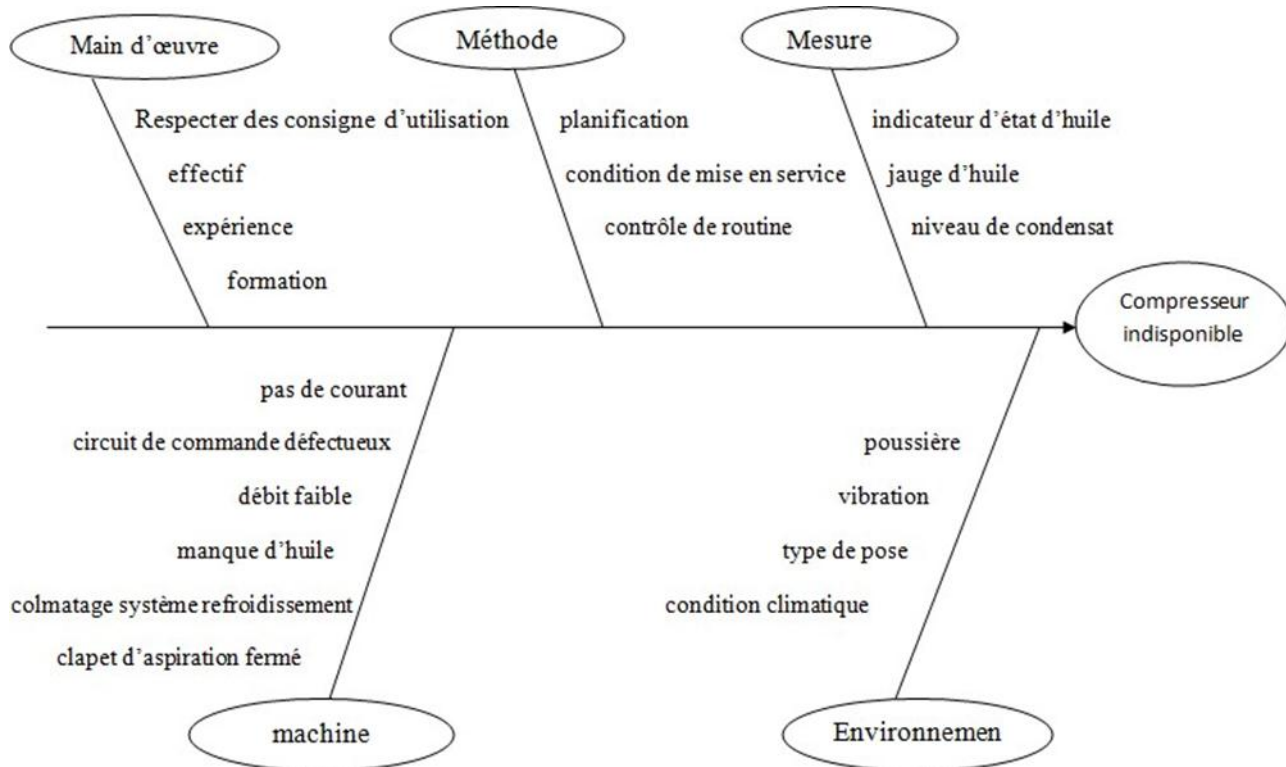 Main d'œuvre
Méthode
Mesure
Respecter des consigne d'utilisation
effectif
expérience
formation
planification
condition de mise en service
contrôle de routine
indicateur d'état d'huile
jauge d'huile
niveau de condensat
Compresseur
indisponible
pas de courant
circuit de commande défectueux
débit faible
manque d'huile
colmatage système refroidissement
clapet d'aspiration fermé
poussière
vibration
type de pose
condition climatique
machine
Environnemen